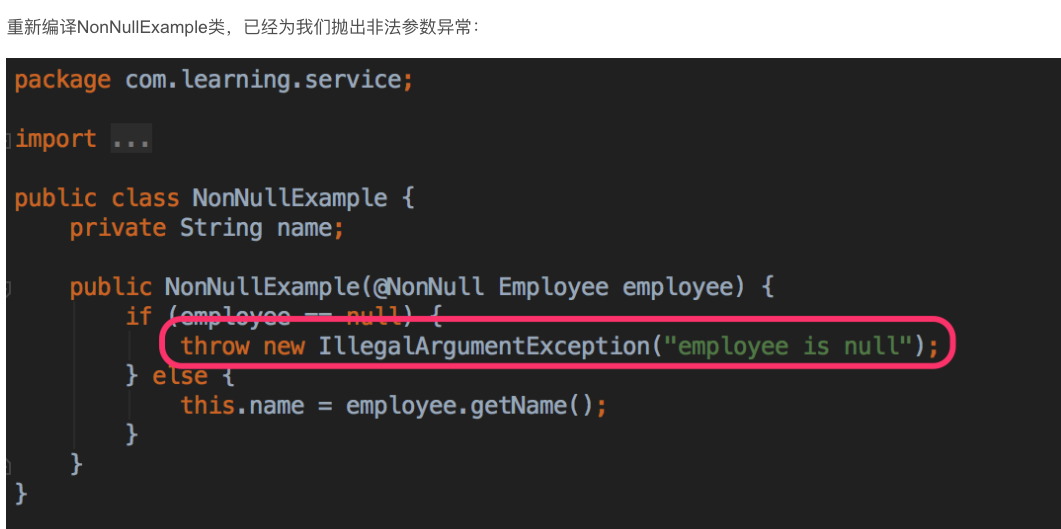 重新编译NonNullExample类，已经为我们抛出非法参数异常：
package com.learning.service;
import ...
public class NonNullExample {
private String name;
public NonNullExample(@NonNull Employee employee) {
if (employee == null) {
throw new IllegalArgumentException("employee is null");
} else {
this.name = employee.getName();
}
}
}